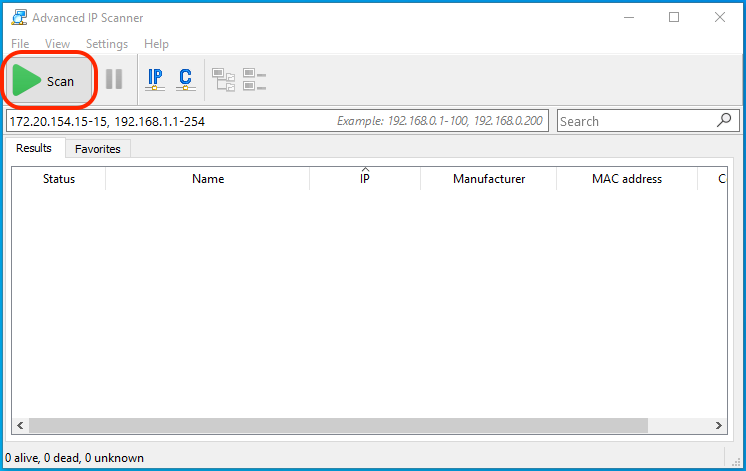 Advanced IP Scanner
File View Settings Help
Scan IP C
172.20.154.15-15, 192.168.1.1-254 Example: 192.168.0.1-100, 192.168.0.200 Search
Results Favorites
Status Name IP Manufacturer MAC address C
0 alive, 0 dead, 0 unknown